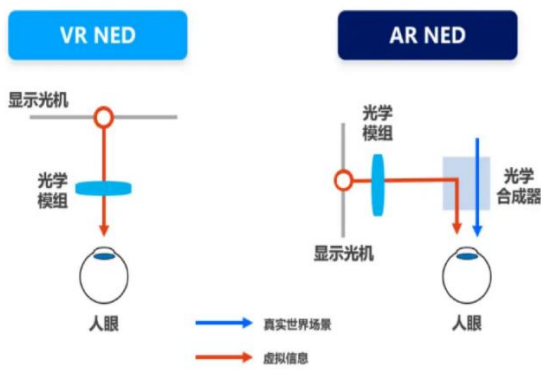 VR NED
AR NED
显示光机
光学
模组
人眼
光学
模组
光学
合成器
显示光机
人眼
真实世界场景
虚拟信息